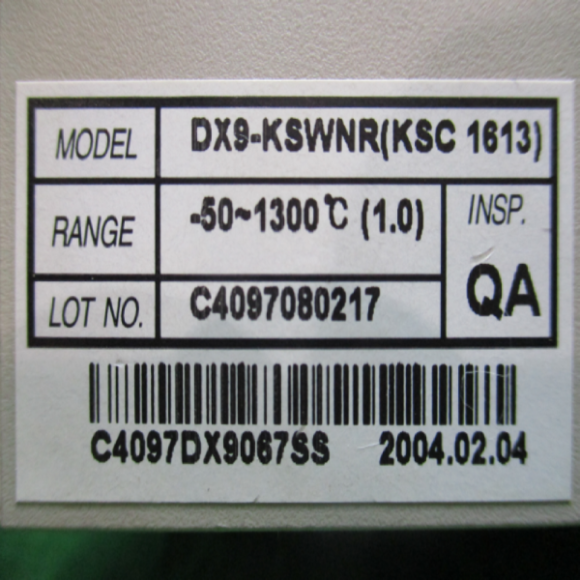 MODEL DX9-KSWNR(KSC 1613)
RANGE -50~1300℃ (1.0) INSP.
LOT NO. C4097080217 QA
C4097DX9067SS 2004.02.04